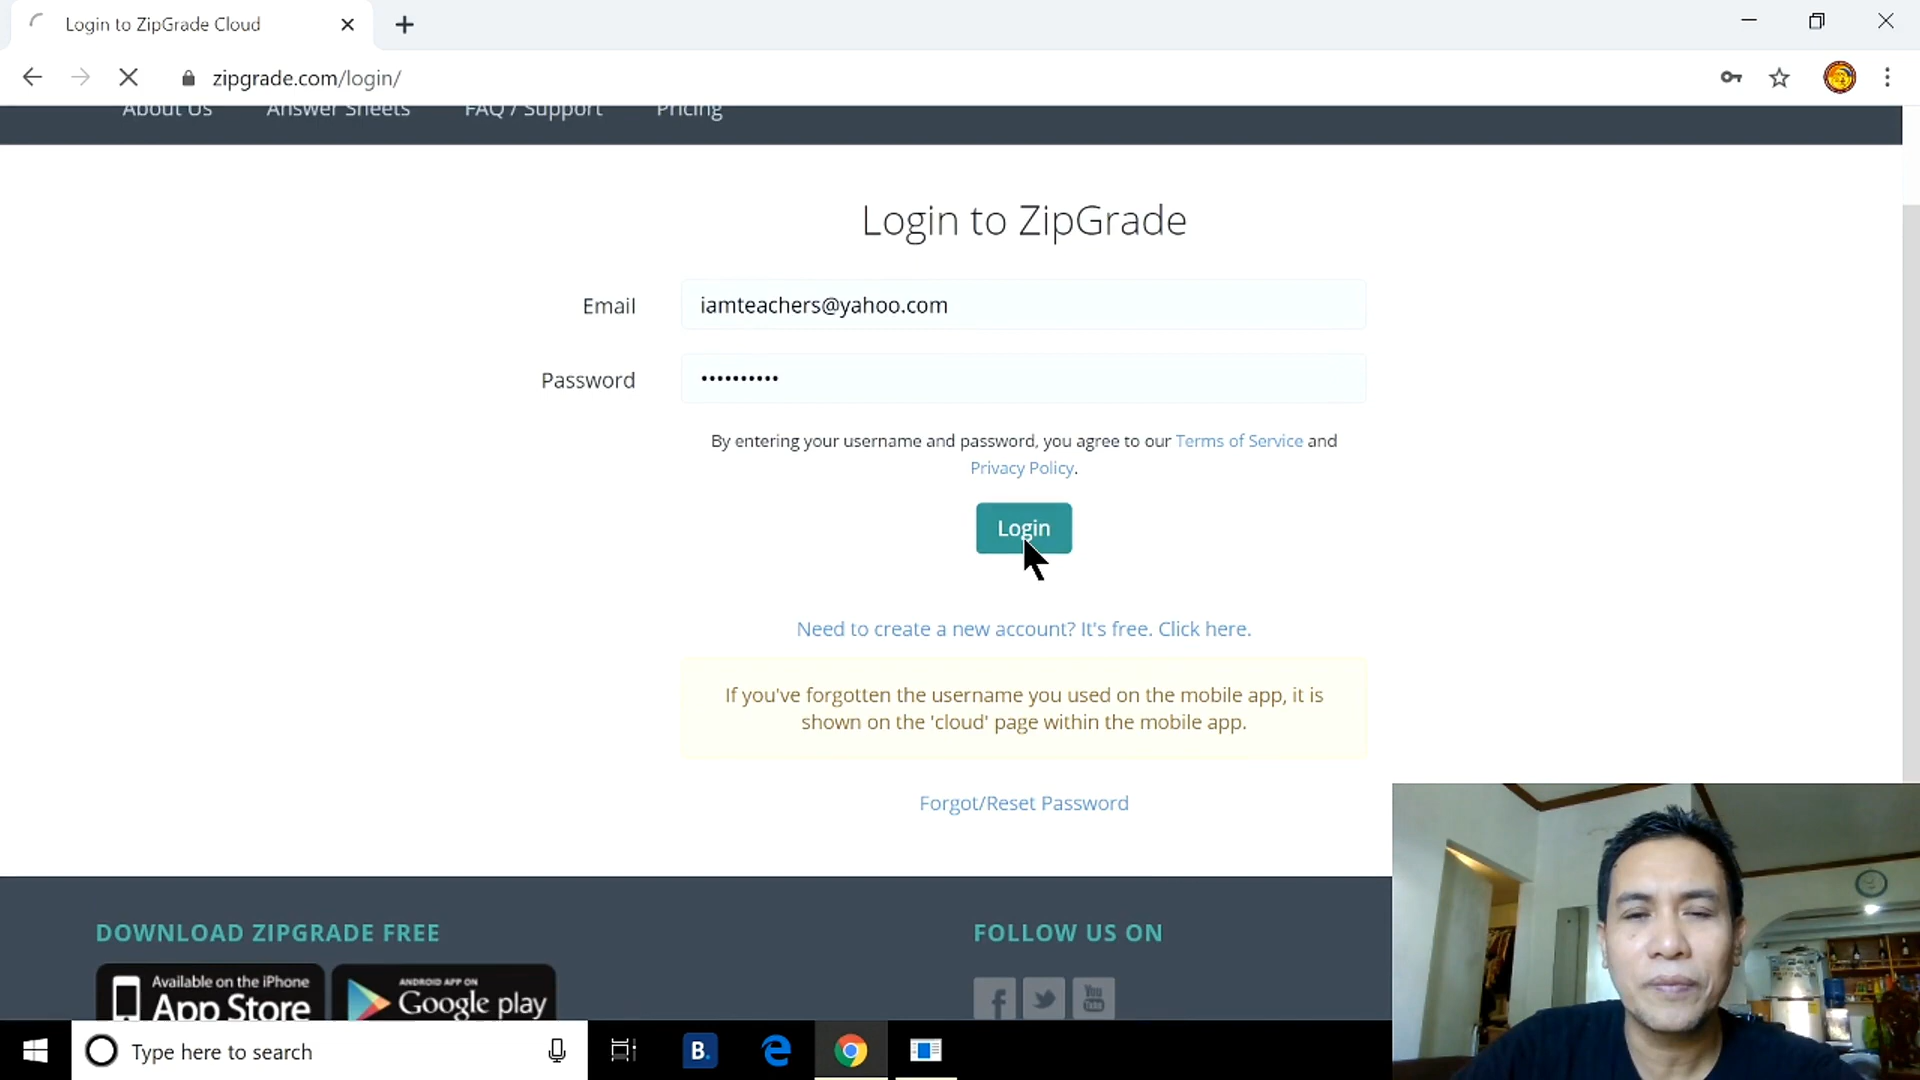 Login to ZipGrade Cloud
zipgrade.com/login/
About Us Answer Sheets FAQ / Support Pricing
Login to ZipGrade
Email iamteachers@yahoo.com
Password ••••••••••
By entering your username and password, you agree to our Terms of Service and
Privacy Policy.
Login
Need to create a new account? It's free. Click here.
If you've forgotten the username you used on the mobile app, it is
shown on the 'cloud' page within the mobile app.
Forgot/Reset Password
DOWNLOAD ZIPGRADE FREE
FOLLOW US ON
Available on the iPhone
App Store
ANDROID APP ON
Google play
f
You
Type here to search
B.